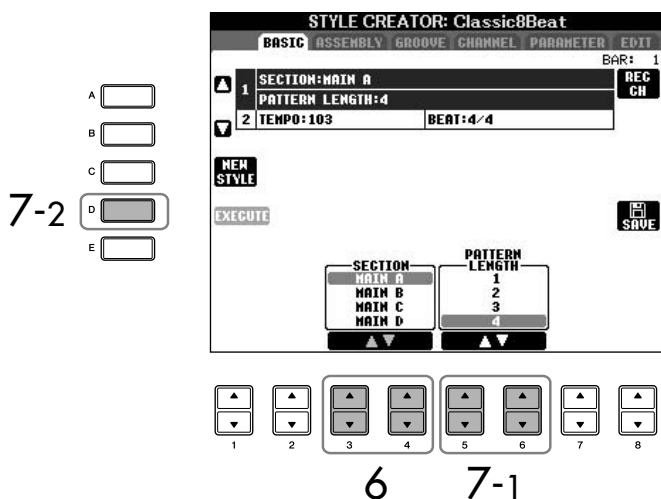 STYLE CREATOR: Classic8Beat
BASIC ASSEMBLY GROOVE CHANNEL PARAMETER EDIT
BAR: 1
1 SECTION:MAIN A
PATTERN LENGTH:4
REC
CH
2 TEMPO:103 BEAT:4/4
NEW
STYLE
EXECUTE
SAVE
A
B
C
D
E
7-2
SECTION
MAIN A
MAIN B
MAIN C
MAIN D
PATTERN
LENGTH
1
2
3
4
1 2 3 4 5 6 7 8
6 7-1